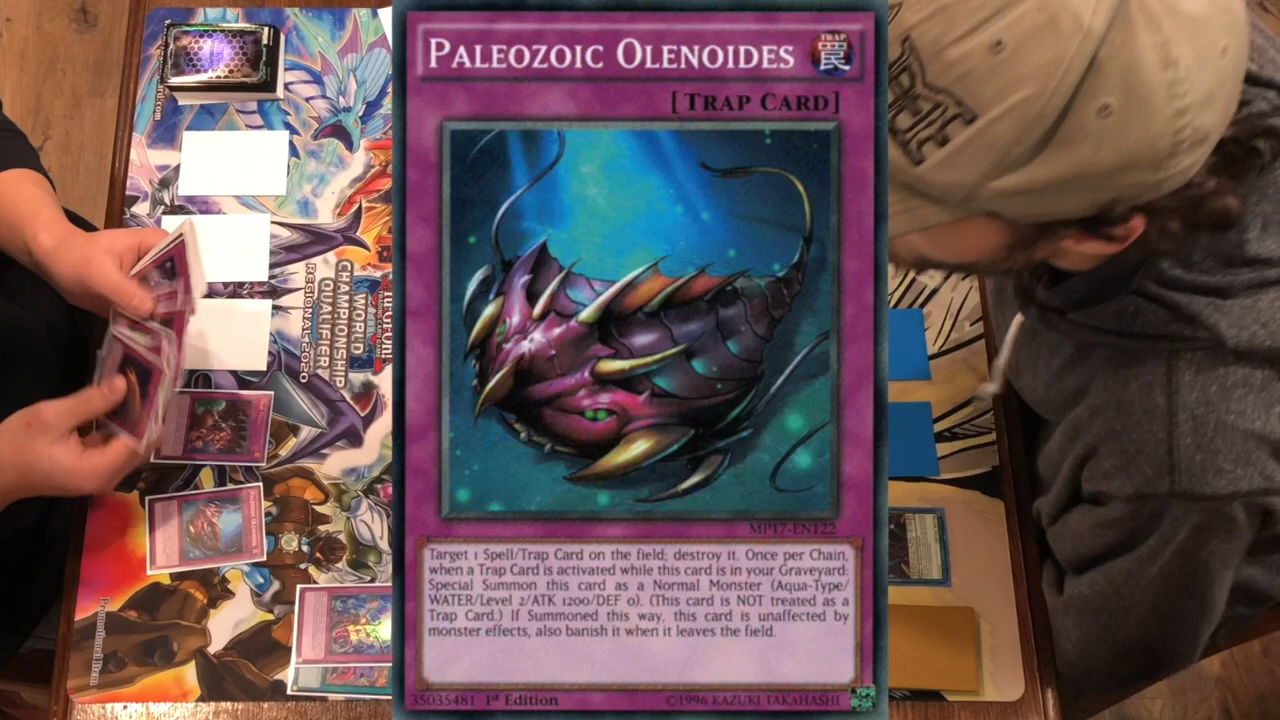 PALEOZOIC OLENOIDES
TRAP
罠
[TRAP CARD]
MP17-EN122
Target 1 Spell/Trap Card on the field; destroy it. Once per Chain,
when a Trap Card is activated while this card is in your Graveyard:
Special Summon this card as a Normal Monster (Aqua-Type/
WATER/Level 2/ATK 1200/DEF 0). (This card is NOT treated as a
Trap Card.) If Summoned this way, this card is unaffected by
monster effects, also banish it when it leaves the field.
35035481 1st Edition ©1996 KAZUKI TAKAHASHI
WORLD
CHAMPIONSHIP
QUALIFIER
REGIONAL 2020
Promotional Item
PALEOZOIC OLENOIDES